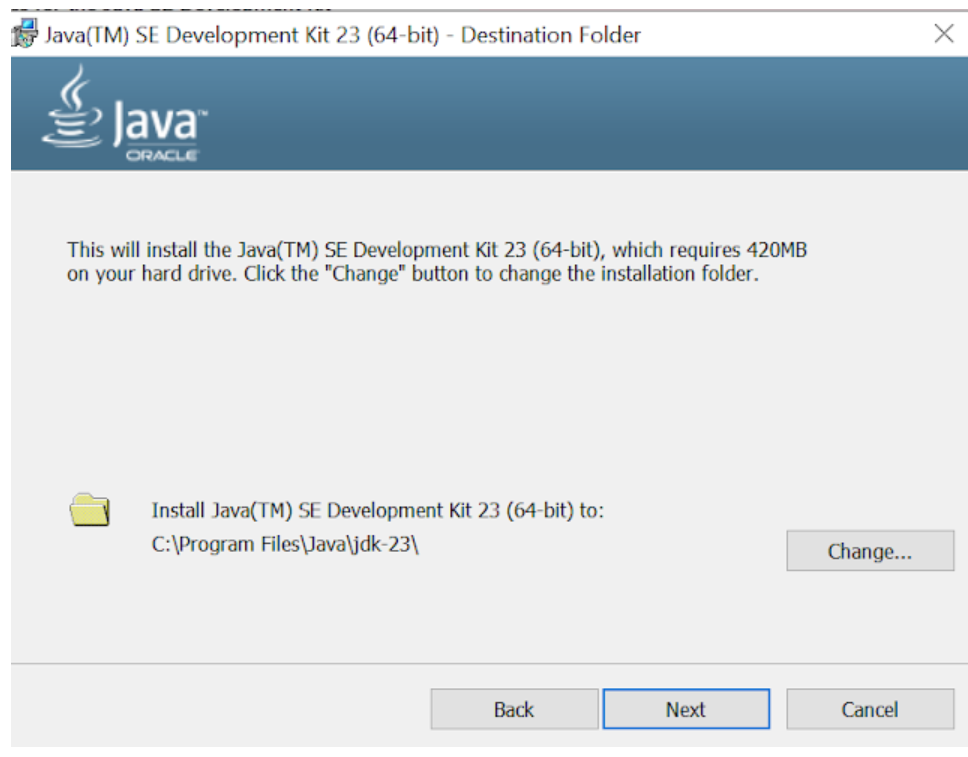 Java(TM) SE Development Kit 23 (64-bit) - Destination Folder
Java™
ORACLE
This will install the Java(TM) SE Development Kit 23 (64-bit), which requires 420MB
on your hard drive. Click the "Change" button to change the installation folder.
Install Java(TM) SE Development Kit 23 (64-bit) to:
C:\Program Files\Java\jdk-23\
Change...
Back
Next
Cancel